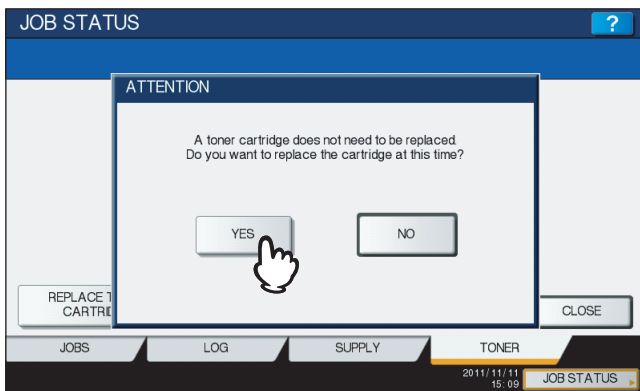 JOB STATUS
?
ATTENTION
A toner cartridge does not need to be replaced.
Do you want to replace the cartridge at this time?
YES
NO
REPLACE T
CARTRI
CLOSE
JOBS
LOG
SUPPLY
TONER
2011/11/11
15:09
JOB STATUS